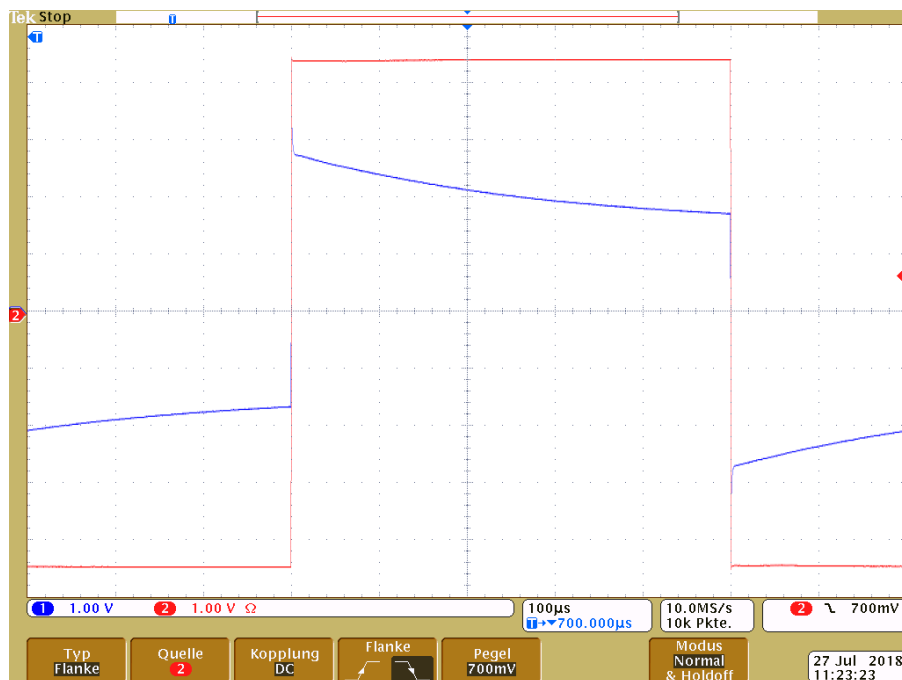 Tek Stop
T
T
2
1 1.00 V 2 1.00 V Ω
100µs
T→▼700.000µs
10.0MS/s
10k Pkte.
2 700mV
Typ
Flanke
Quelle
2
Kopplung
DC
Flanke
Pegel
700mV
Modus
Normal
& Holdoff
27 Jul 2018
11:23:23